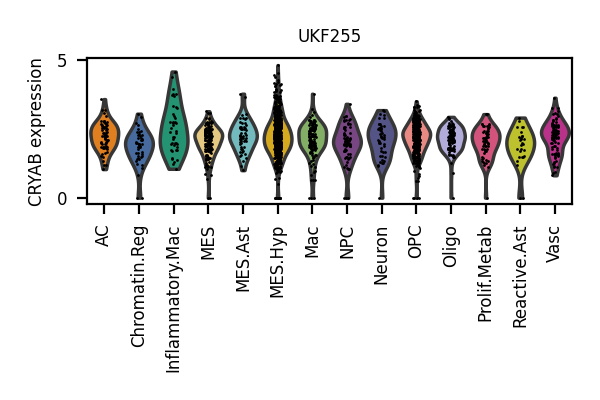 UKF255
CRYAB expression
5
0
AC
Chromatin.Reg
Inflammatory.Mac
MES
MES.Ast
MES.Hyp
Mac
NPC
Neuron
OPC
Oligo
Prolif.Metab
Reactive.Ast
Vasc